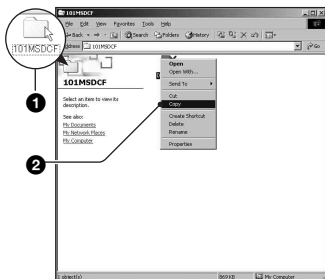 101MSDCF
File Edit View Favorites Tools Help
Back Search Folders History
Address 101MSDCF Go
101MSDCF
101MSDCF
Select an item to view its
description.
See also:
My Documents
My Network Places
My Computer
Open
Open With...
Send To
Cut
Copy
Create Shortcut
Delete
Rename
Properties
1
2
1 object(s) 869 KB My Computer